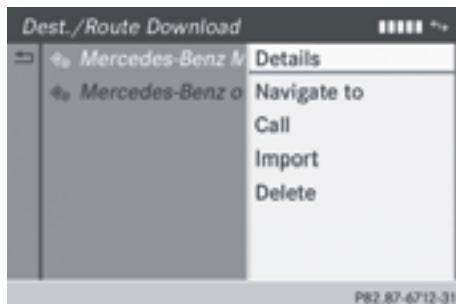 Dest./Route Download
Mercedes-Benz M
Mercedes-Benz o
Details
Navigate to
Call
Import
Delete
P82.87-6712-31